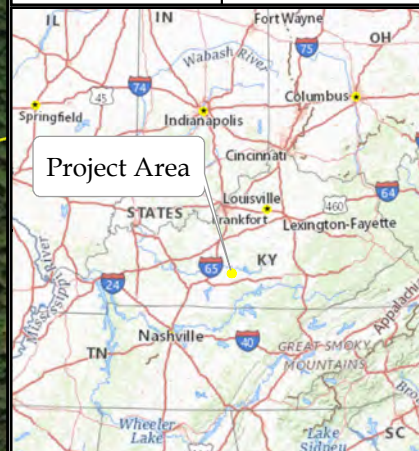 IL
IN
Fort Wayne
OH
75
Wabash River
74
45
Columbus
Springfield
Indianapolis
Cincinnati
Project Area
64
Louisville
460
STATES
Frankfort
Lexington-Fayette
KY
65
24
Mississippi River
Appalachi
Nashville
40
GREAT SMOKY
MOUNTAINS
TN
Bro
Wheeler
Lake
Lake
Sidney
SC